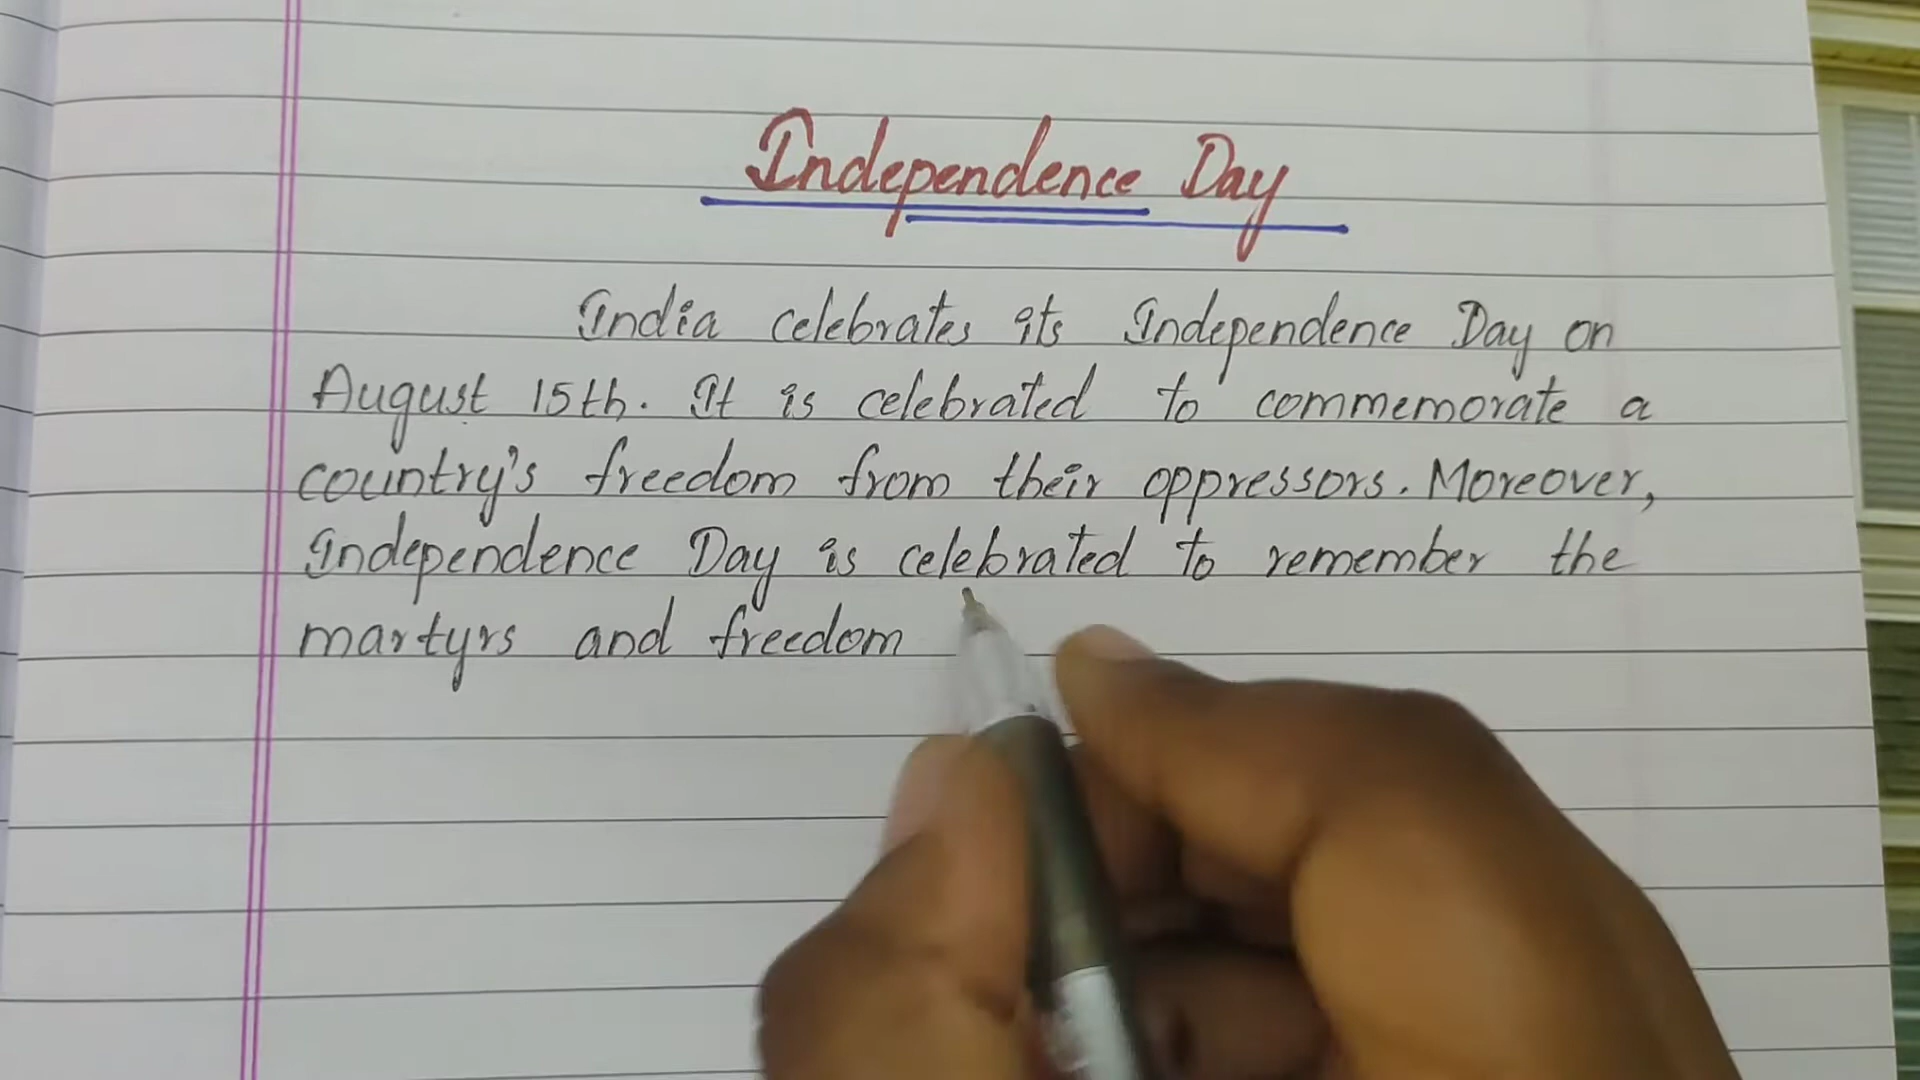 Independence Day
India celebrates its Independence Day on
August 15th. It is celebrated to commemorate a
country's freedom from their oppressors. Moreover,
Independence Day is celebrated to remember the
martyrs and freedom